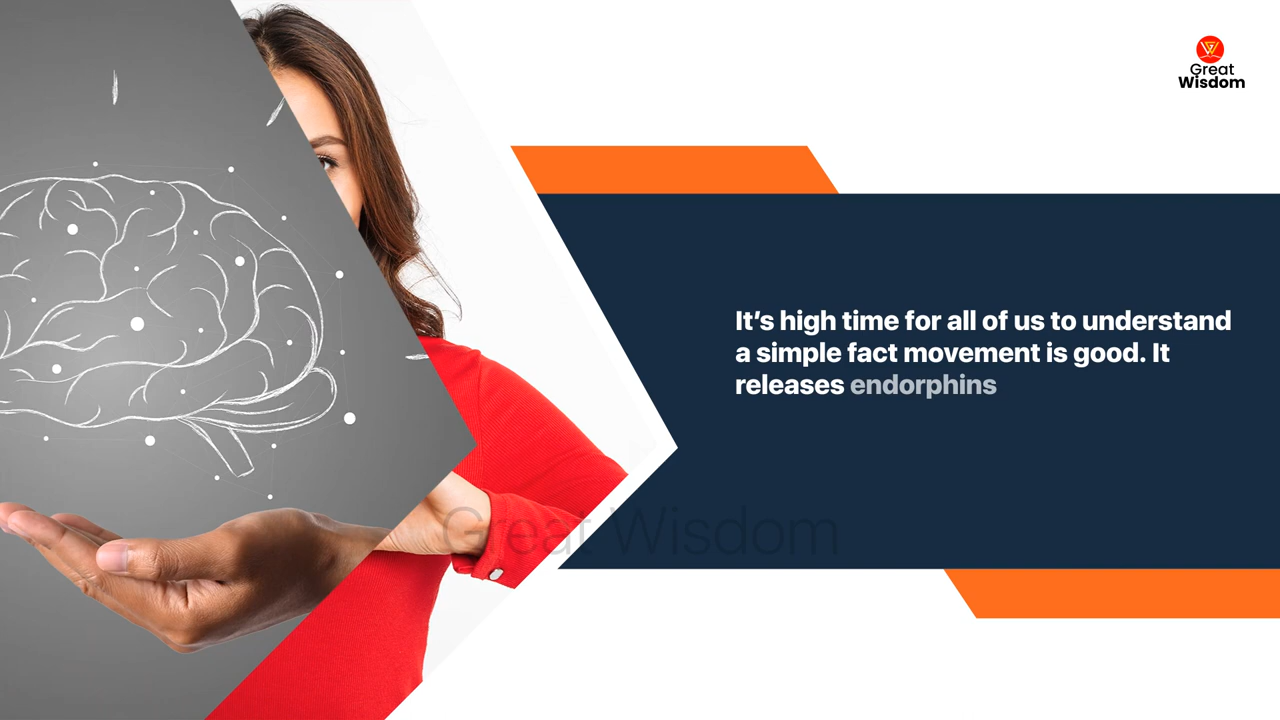 Great
Wisdom
It's high time for all of us to understand
a simple fact movement is good. It
releases endorphins
Great Wisdom